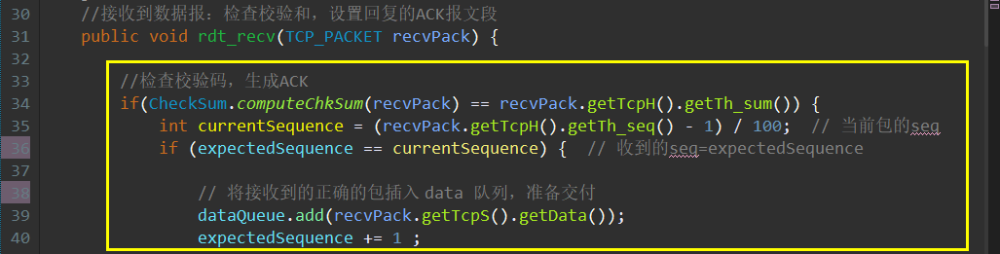 30 //接收到数据报：检查校验和，设置回复的ACK报文段
31 public void rdt_recv(TCP_PACKET recvPack) {
32
33 //检查校验码，生成ACK
34 if(CheckSum.computeChkSum(recvPack) == recvPack.getTcpH().getTh_sum()) {
35 int currentSequence = (recvPack.getTcpH().getTh_seq() - 1) / 100; // 当前包的seq
36 if (expectedSequence == currentSequence) { // 收到的seq=expectedSequence
37
38 // 将接收到的正确的包插入 data 队列，准备交付
39 dataQueue.add(recvPack.getTcpS().getData());
40 expectedSequence += 1 ;